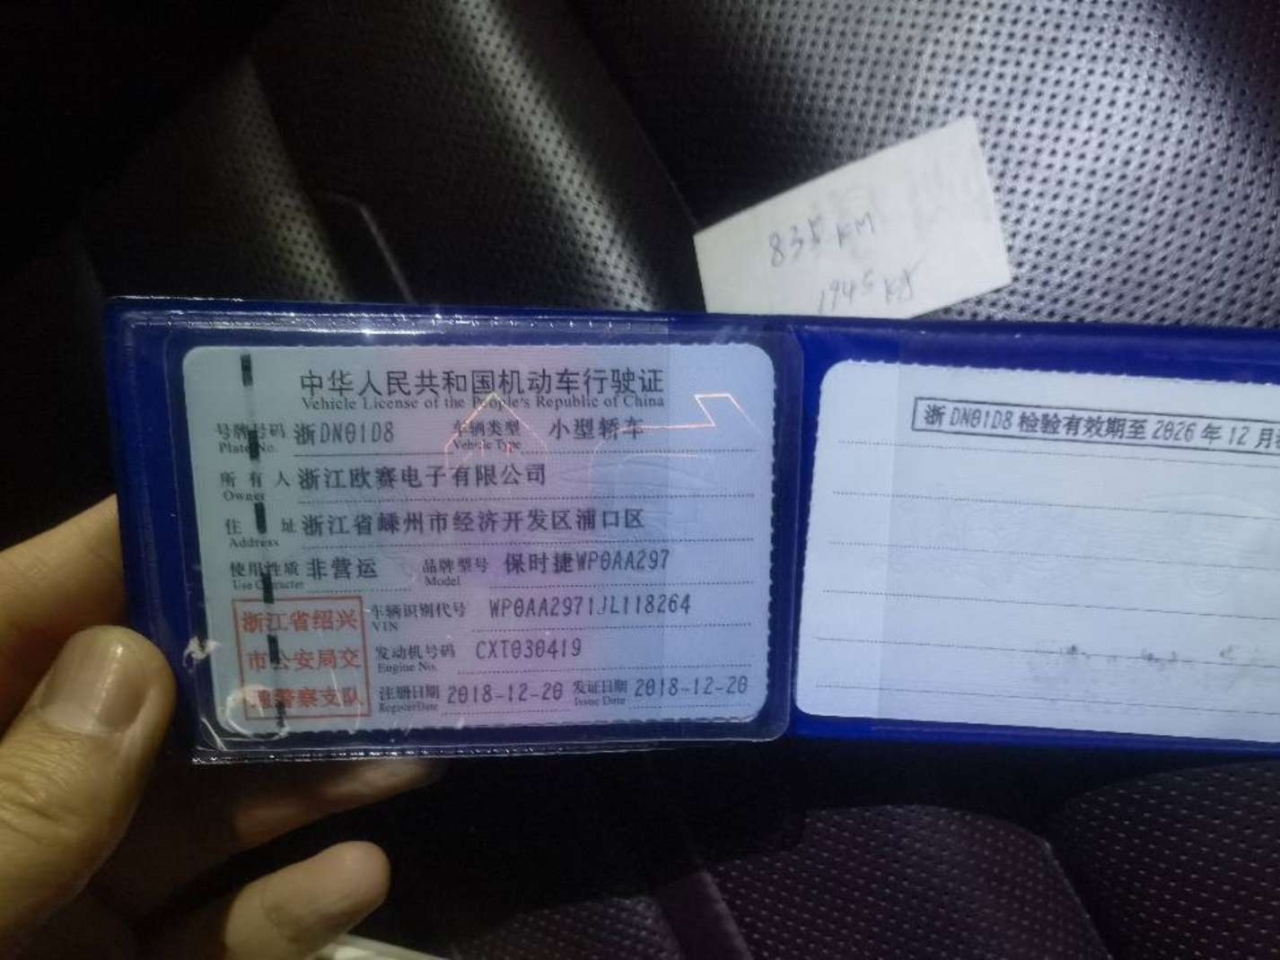 835 KM
1945 kg
中华人民共和国机动车行驶证
Vehicle License of the People's Republic of China
号牌号码 浙DN01D8 车辆类型 小型轿车
Plate No. Vehicle Type
所有人 浙江欧赛电子有限公司
Owner
住址 浙江省嵊州市经济开发区浦口区
Address
使用性质 非营运 品牌型号 保时捷WP0AA297
Use Character Model
车辆识别代号 WP0AA2971JL118264
VIN
发动机号码 CXT030419
Engine No.
注册日期 2018-12-20 发证日期 2018-12-20
Register Date Issue Date
浙江省绍兴
市公安局交
通警察支队
浙DN01D8 检验有效期至 2026 年 12 月